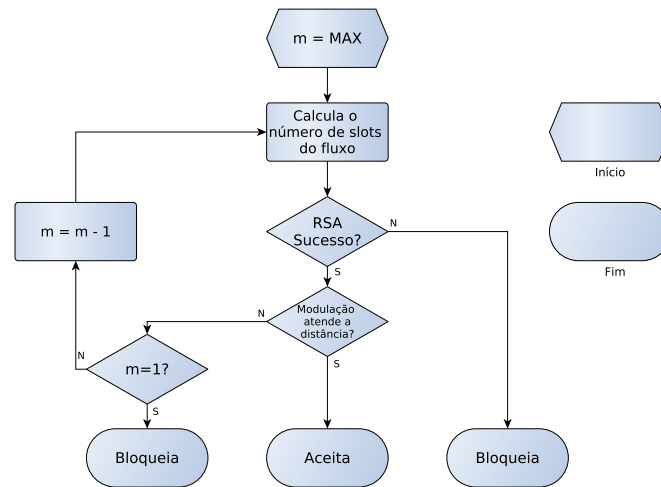 m = MAX
Calcula o
número de slots
do fluxo
Início
m = m - 1
RSA
Sucesso?
N
S
Fim
Modulação
atende a
distância?
N
S
m=1?
N
S
Bloqueia
Aceita
Bloqueia